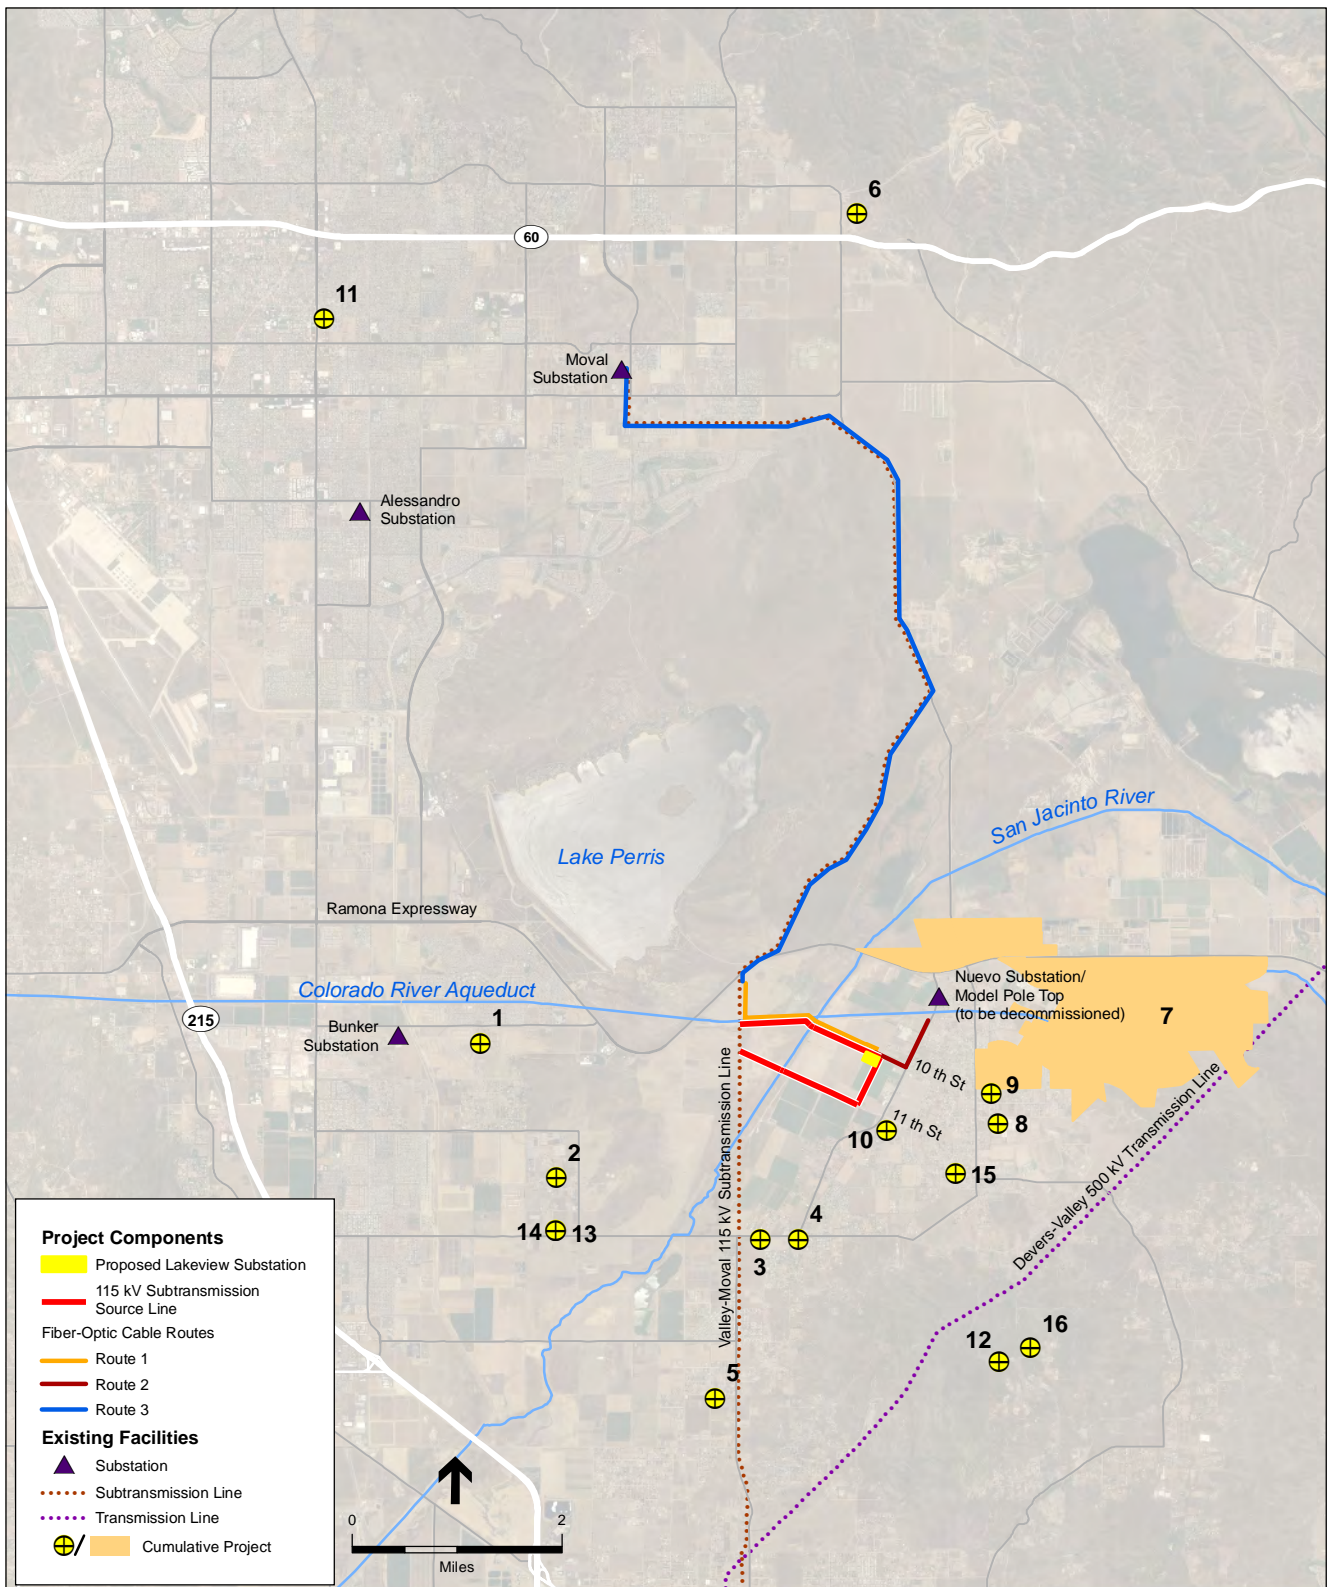 6
60
11
Moval
Substation
Alessandro
Substation
San Jacinto River
Lake Perris
Ramona Expressway
Nuevo Substation/
Model Pole Top
(to be decommissioned)
Colorado River Aqueduct
7
215
1
Bunker
Substation
10 th St
9
8
11 th St
10
Valley-Moval 115 kV Subtransmission Line
Devers-Valley 500 kV Transmission Line
2
15
14
13
4
3
16
12
5
Project Components
Proposed Lakeview Substation
115 kV Subtransmission
Source Line
Fiber-Optic Cable Routes
Route 1
Route 2
Route 3
Existing Facilities
Substation
Subtransmission Line
Transmission Line
/
Cumulative Project
0
2
Miles